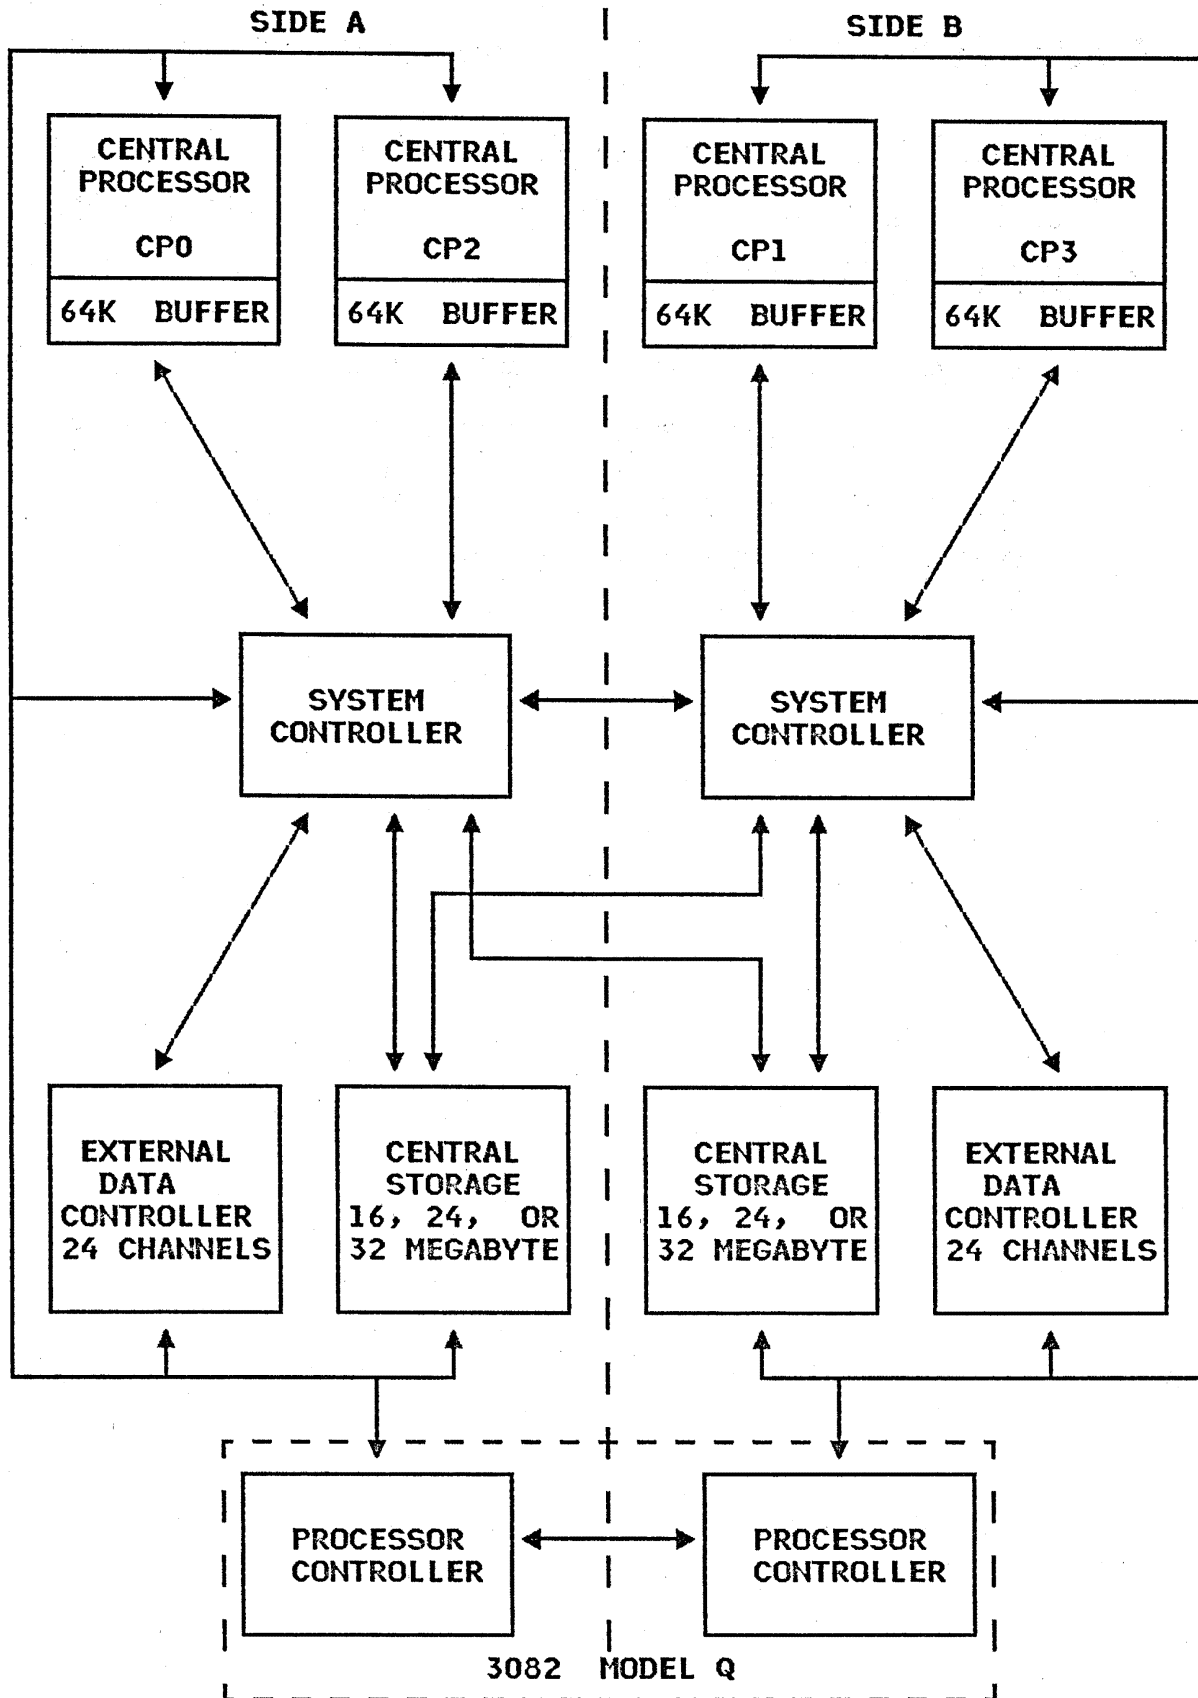 SIDE A
SIDE B
CENTRAL
PROCESSOR
CP0
64K BUFFER
CENTRAL
PROCESSOR
CP2
64K BUFFER
CENTRAL
PROCESSOR
CP1
64K BUFFER
CENTRAL
PROCESSOR
CP3
64K BUFFER
SYSTEM
CONTROLLER
SYSTEM
CONTROLLER
EXTERNAL
DATA
CONTROLLER
24 CHANNELS
CENTRAL
STORAGE
16, 24, OR
32 MEGABYTE
CENTRAL
STORAGE
16, 24, OR
32 MEGABYTE
EXTERNAL
DATA
CONTROLLER
24 CHANNELS
PROCESSOR
CONTROLLER
PROCESSOR
CONTROLLER
3082 MODEL Q